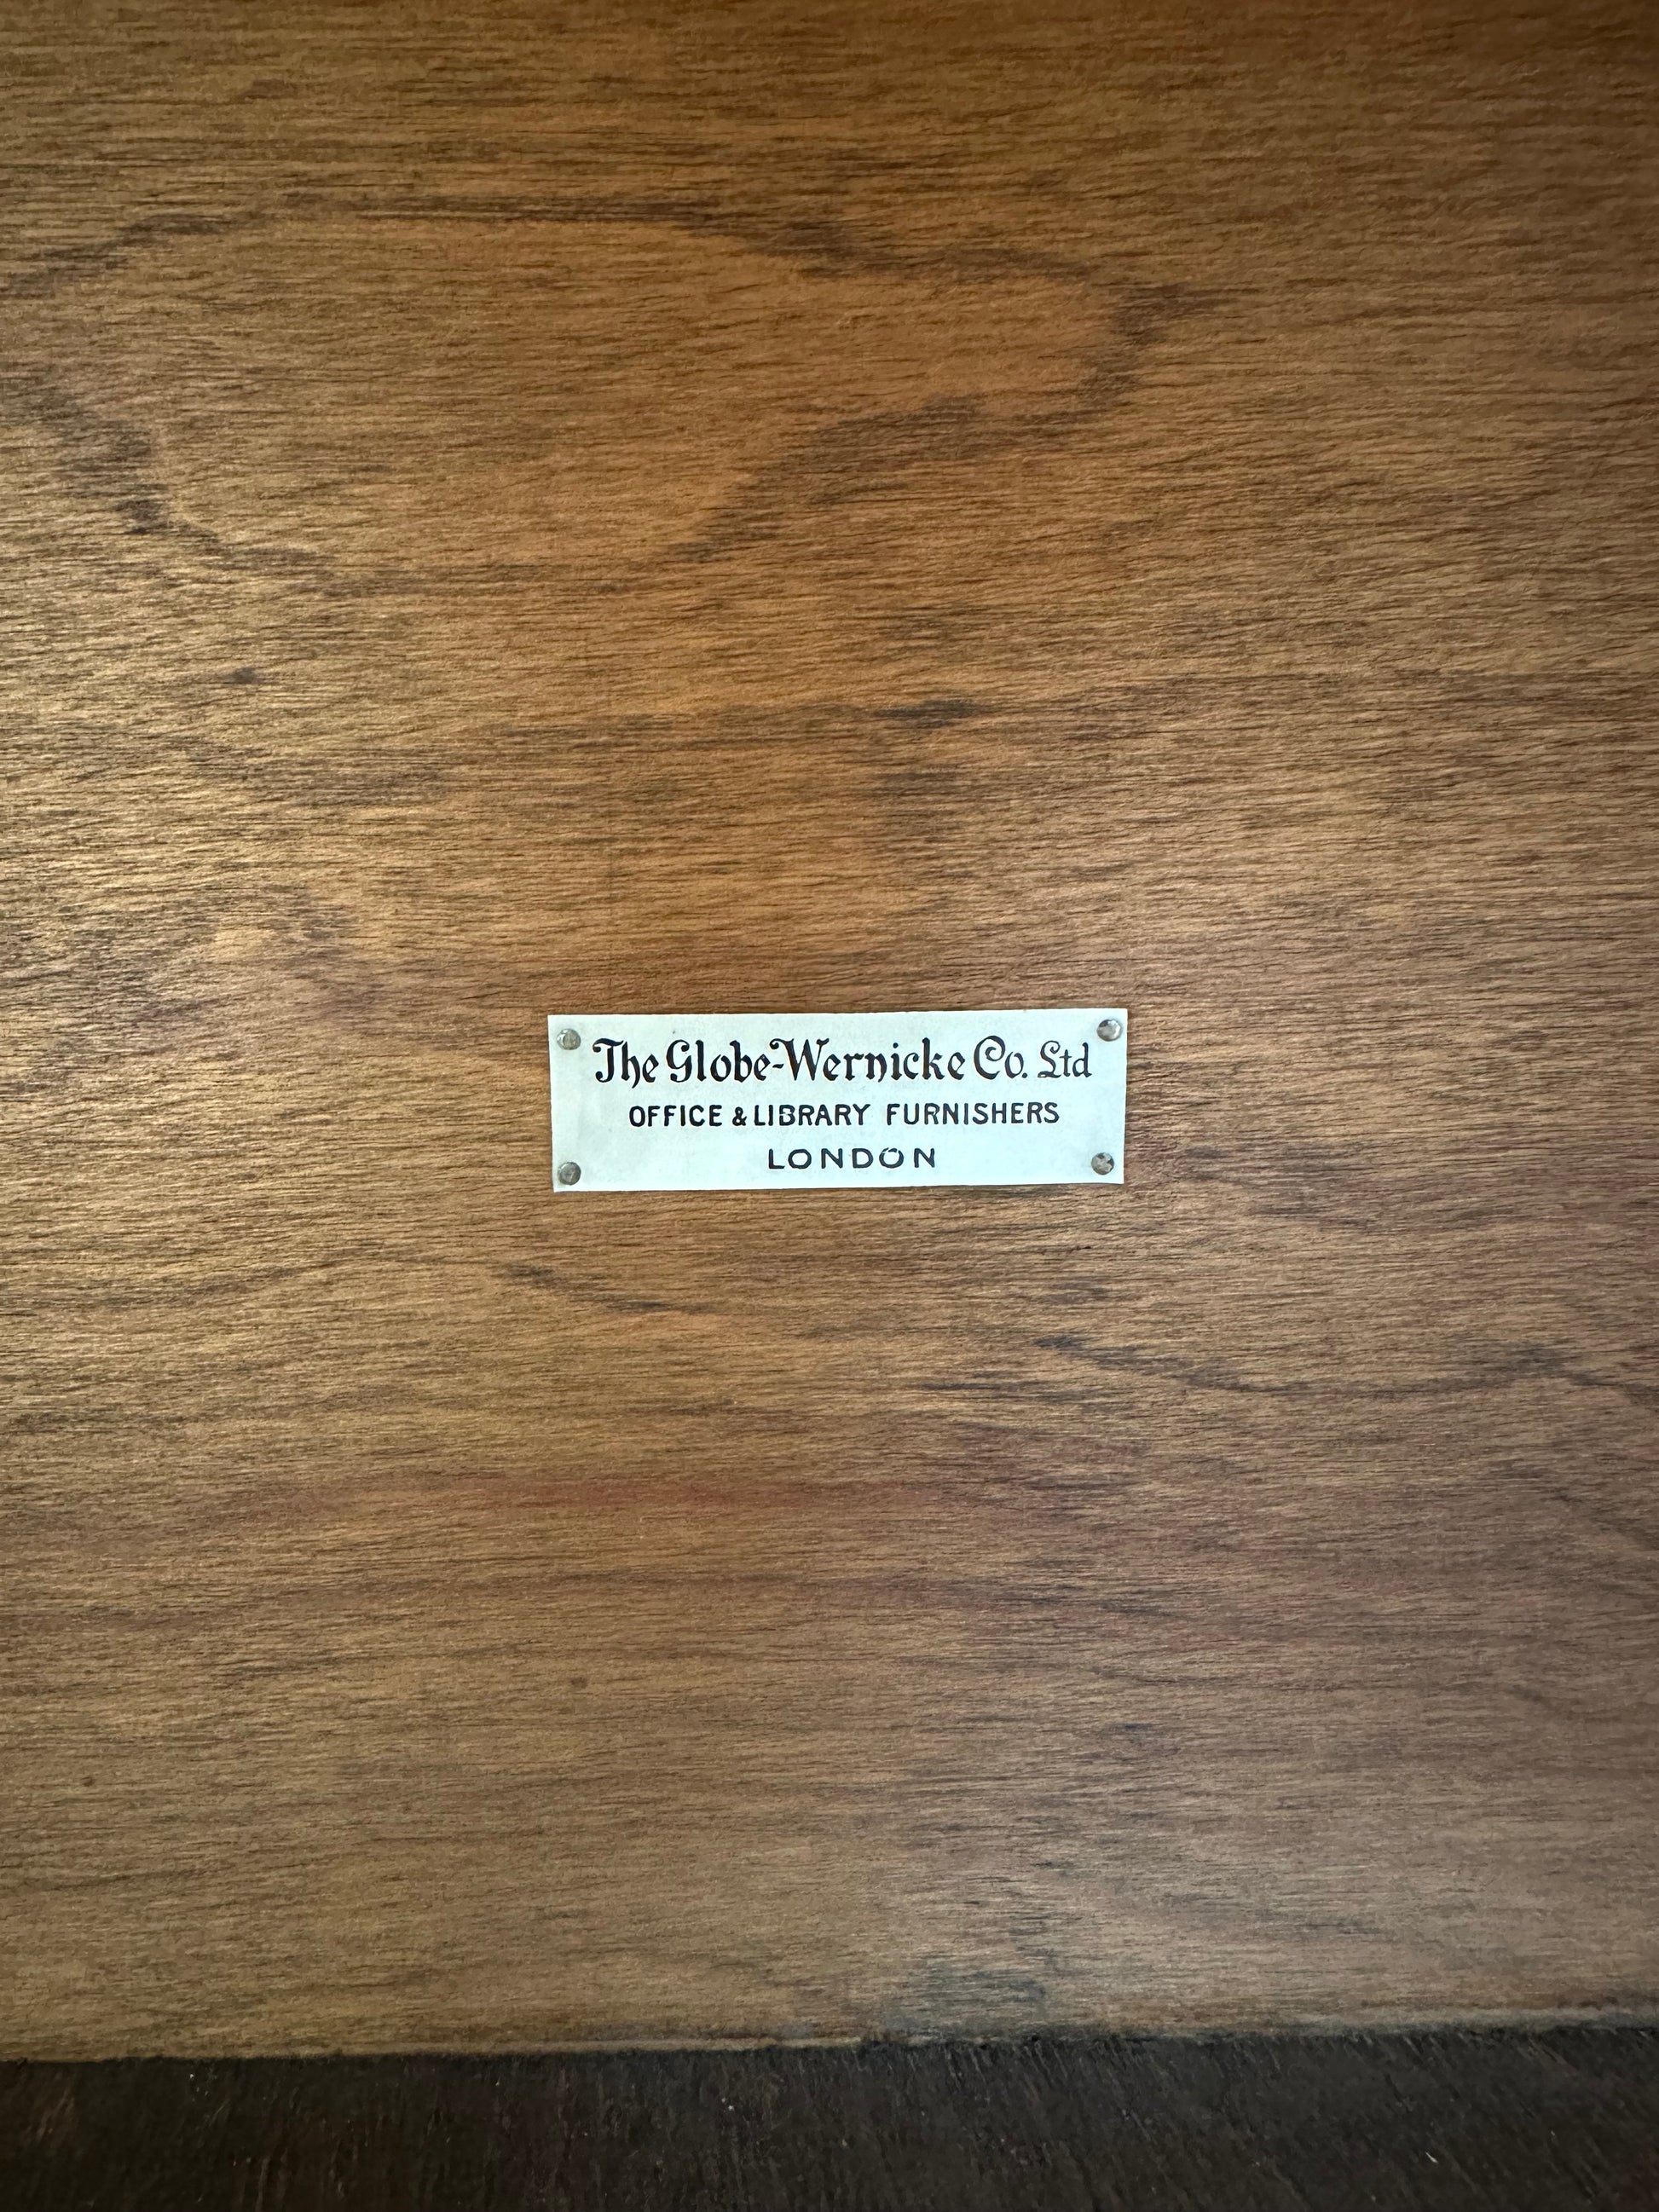 The Globe-Wernicke Co. Ltd
OFFICE & LIBRARY FURNISHERS
LONDON